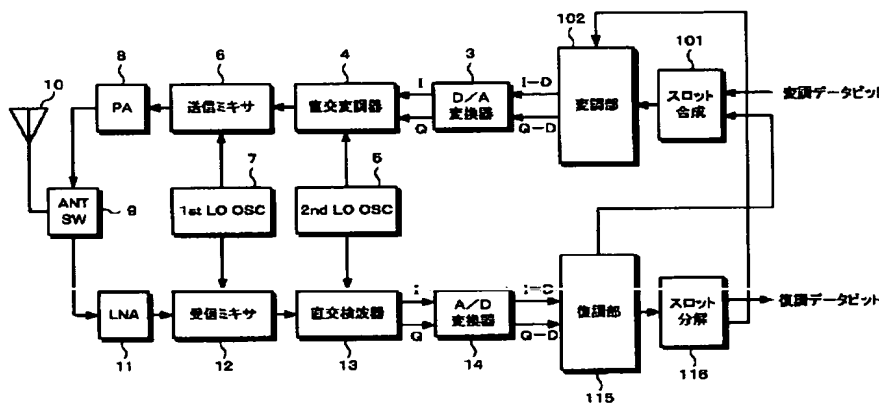 102
101
8
6
4
3
10
PA
送信ミキサ
直交変調器
I
Q
D/A
変換器
I-D
Q-D
変調部
スロット
合成
変調データビット
7
5
ANT
SW
9
1st LO OSC
2nd LO OSC
LNA
受信ミキサ
直交検波器
I
Q
A/D
変換器
I-D
Q-D
復調部
スロット
分解
復調データビット
11
12
13
14
115
116